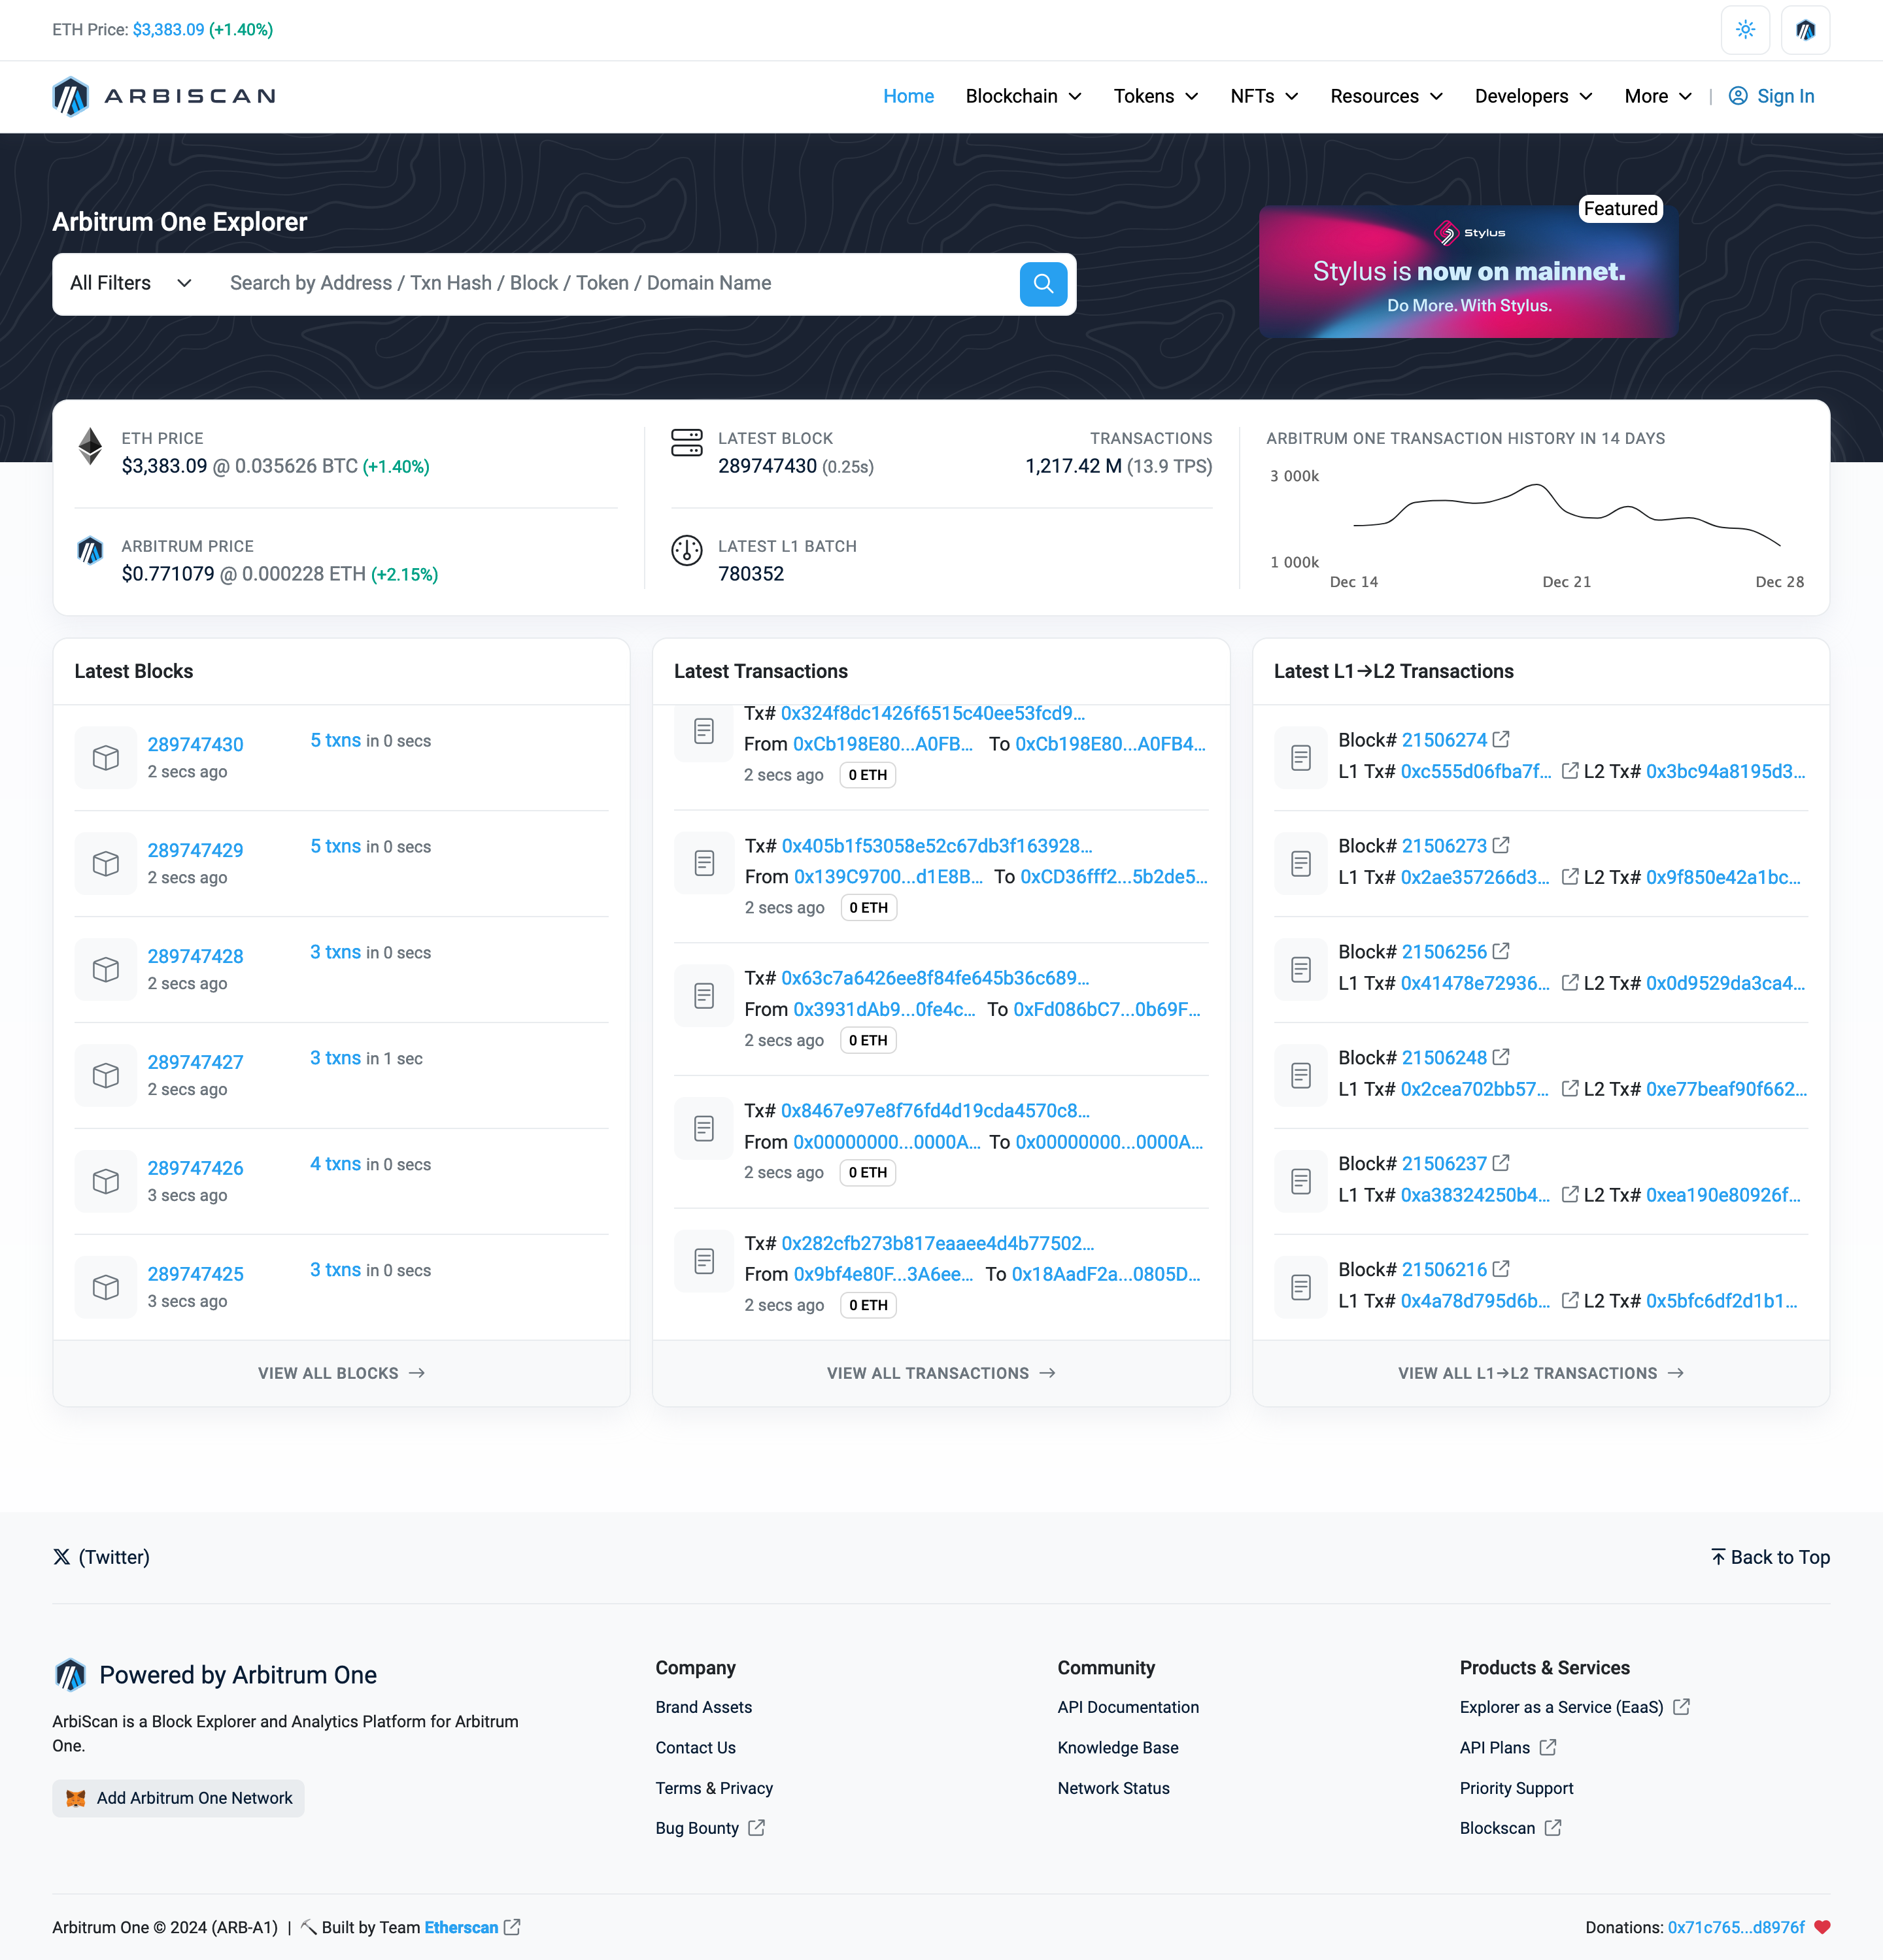 ETH Price: $3,383.09 (+1.40%)
ARBISCAN
Home Blockchain Tokens NFTs Resources Developers More | Sign In
Arbitrum One Explorer
All Filters Search by Address / Txn Hash / Block / Token / Domain Name
Featured
Stylus
Stylus is now on mainnet.
Do More. With Stylus.
ETH PRICE
$3,383.09 @ 0.035626 BTC (+1.40%)
ARBITRUM PRICE
$0.771079 @ 0.000228 ETH (+2.15%)
LATEST BLOCK TRANSACTIONS
289747430 (0.25s) 1,217.42 M (13.9 TPS)
LATEST L1 BATCH
780352
ARBITRUM ONE TRANSACTION HISTORY IN 14 DAYS
3 000k
1 000k
Dec 14 Dec 21 Dec 28
Latest Blocks
289747430 5 txns in 0 secs
2 secs ago
289747429 5 txns in 0 secs
2 secs ago
289747428 3 txns in 0 secs
2 secs ago
289747427 3 txns in 1 sec
2 secs ago
289747426 4 txns in 0 secs
3 secs ago
289747425 3 txns in 0 secs
3 secs ago
VIEW ALL BLOCKS →
Latest Transactions
Tx# 0x324f8dc1426f6515c40ee53fcd9...
From 0xCb198E80...A0FB... To 0xCb198E80...A0FB4...
2 secs ago 0 ETH
Tx# 0x405b1f53058e52c67db3f163928...
From 0x139C9700...d1E8B... To 0xCD36fff2...5b2de5...
2 secs ago 0 ETH
Tx# 0x63c7a6426ee8f84fe645b36c689...
From 0x3931dAb9...0fe4c... To 0xFd086bC7...0b69F...
2 secs ago 0 ETH
Tx# 0x8467e97e8f76fd4d19cda4570c8...
From 0x00000000...0000A... To 0x00000000...0000A...
2 secs ago 0 ETH
Tx# 0x282cfb273b817eaaee4d4b77502...
From 0x9bf4e80F...3A6ee... To 0x18AadF2a...0805D...
2 secs ago 0 ETH
VIEW ALL TRANSACTIONS →
Latest L1→L2 Transactions
Block# 21506274
L1 Tx# 0xc555d06fba7f... L2 Tx# 0x3bc94a8195d3...
Block# 21506273
L1 Tx# 0x2ae357266d3... L2 Tx# 0x9f850e42a1bc...
Block# 21506256
L1 Tx# 0x41478e72936... L2 Tx# 0x0d9529da3ca4...
Block# 21506248
L1 Tx# 0x2cea702bb57... L2 Tx# 0xe77beaf90f662...
Block# 21506237
L1 Tx# 0xa38324250b4... L2 Tx# 0xea190e80926f...
Block# 21506216
L1 Tx# 0x4a78d795d6b... L2 Tx# 0x5bfc6df2d1b1...
VIEW ALL L1→L2 TRANSACTIONS →
X (Twitter) Back to Top
Powered by Arbitrum One
ArbiScan is a Block Explorer and Analytics Platform for Arbitrum
One.
Add Arbitrum One Network
Company
Brand Assets
Contact Us
Terms & Privacy
Bug Bounty
Community
API Documentation
Knowledge Base
Network Status
Products & Services
Explorer as a Service (EaaS)
API Plans
Priority Support
Blockscan
Arbitrum One © 2024 (ARB-A1) | Built by Team Etherscan Donations: 0x71c765...d8976f